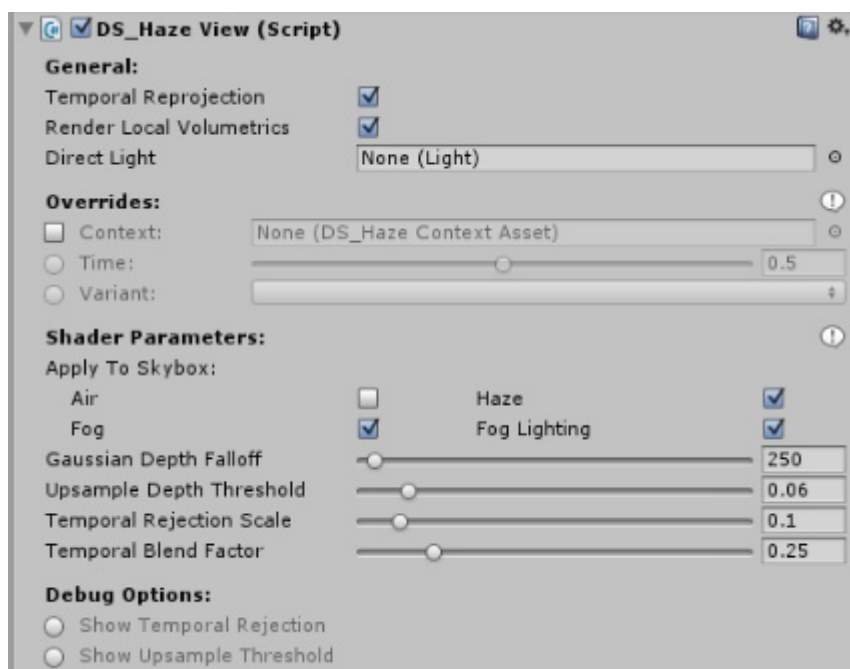 DS_Haze View (Script)
General:
Temporal Reprojection
Render Local Volumetrics
Direct Light None (Light)
Overrides:
Context: None (DS_Haze Context Asset)
Time: 0.5
Variant:
Shader Parameters:
Apply To Skybox:
Air Haze
Fog Fog Lighting
Gaussian Depth Falloff 250
Upsample Depth Threshold 0.06
Temporal Rejection Scale 0.1
Temporal Blend Factor 0.25
Debug Options:
Show Temporal Rejection
Show Upsample Threshold